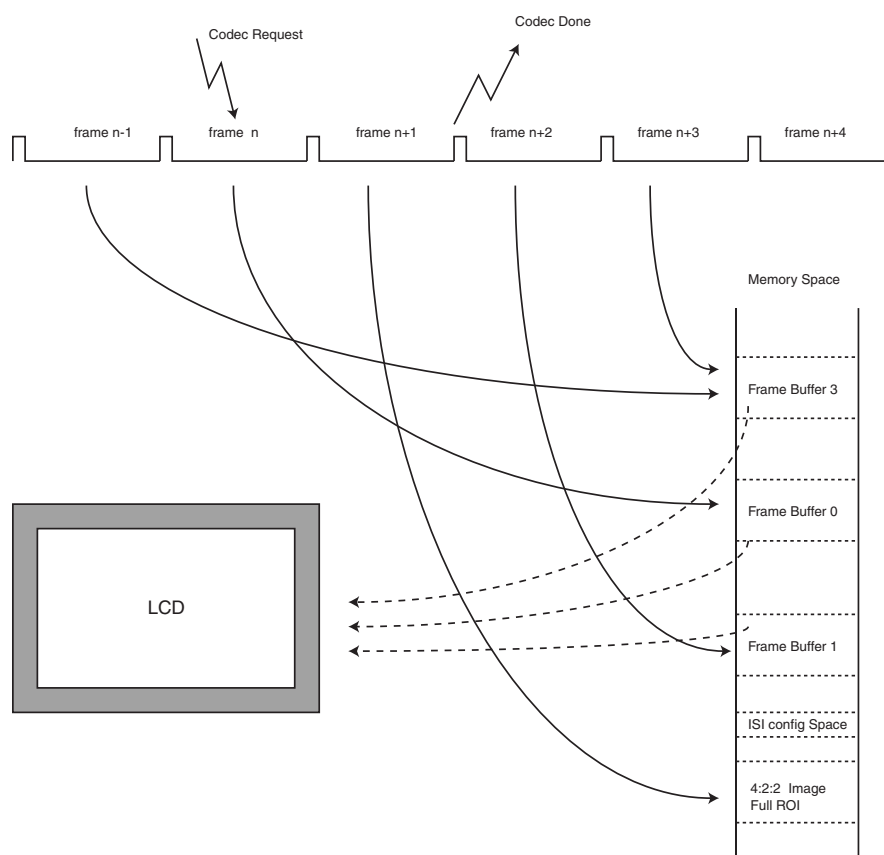 Codec Request
Codec Done
frame n-1
frame n
frame n+1
frame n+2
frame n+3
frame n+4
Memory Space
Frame Buffer 3
Frame Buffer 0
LCD
Frame Buffer 1
ISI config Space
4:2:2 Image
Full ROI